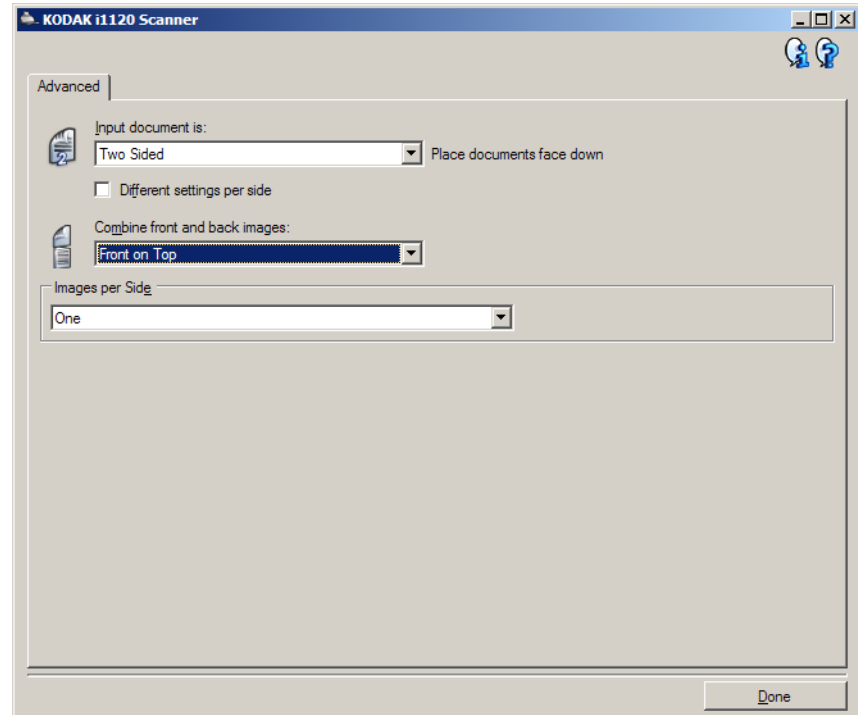 KODAK i1120 Scanner
Advanced
Input document is:
2
Two Sided
Place documents face down
Different settings per side
Combine front and back images:
Front on Top
Images per Side
One
Done